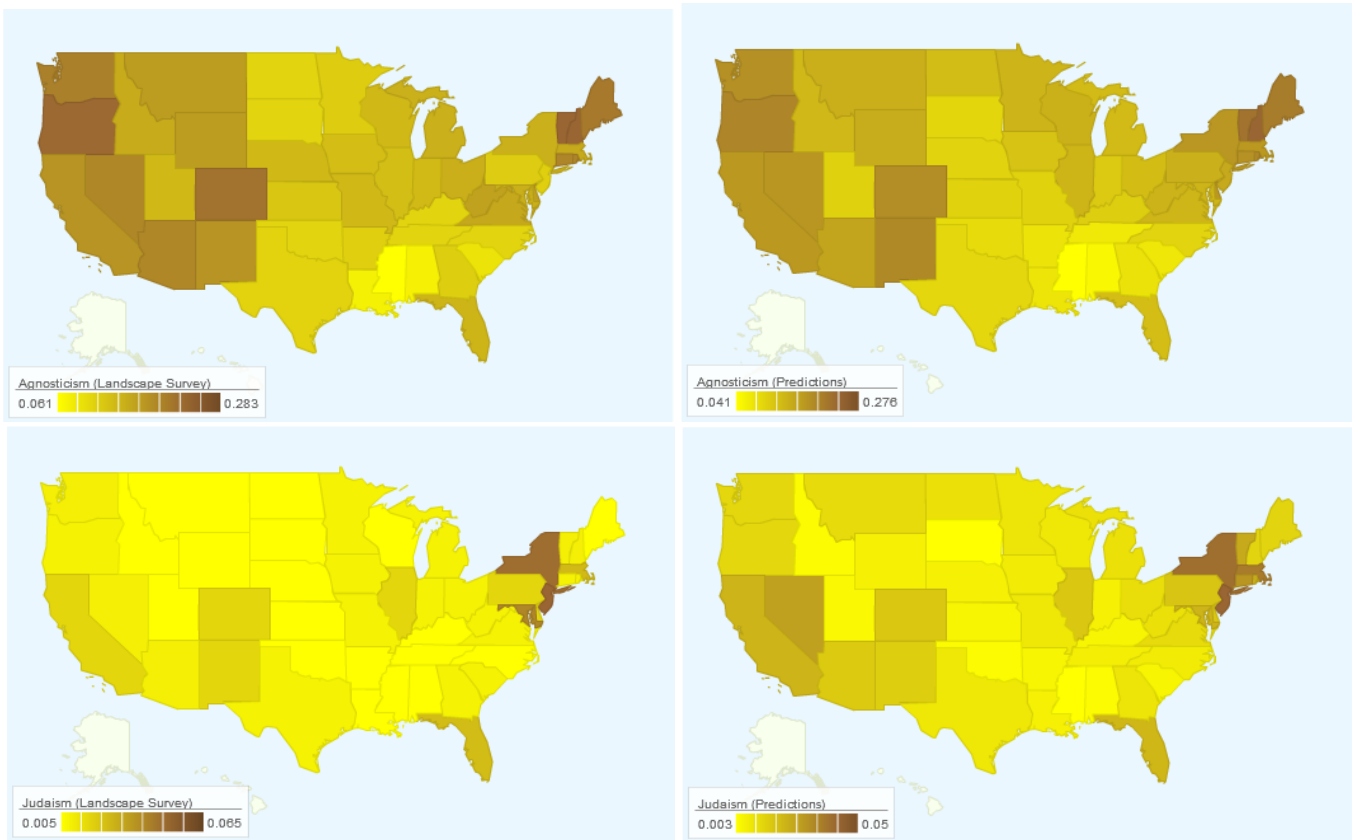 Agnosticism (Landscape Survey)
0.061 0.283
Agnosticism (Predictions)
0.041 0.276
Judaism (Landscape Survey)
0.005 0.065
Judaism (Predictions)
0.003 0.05